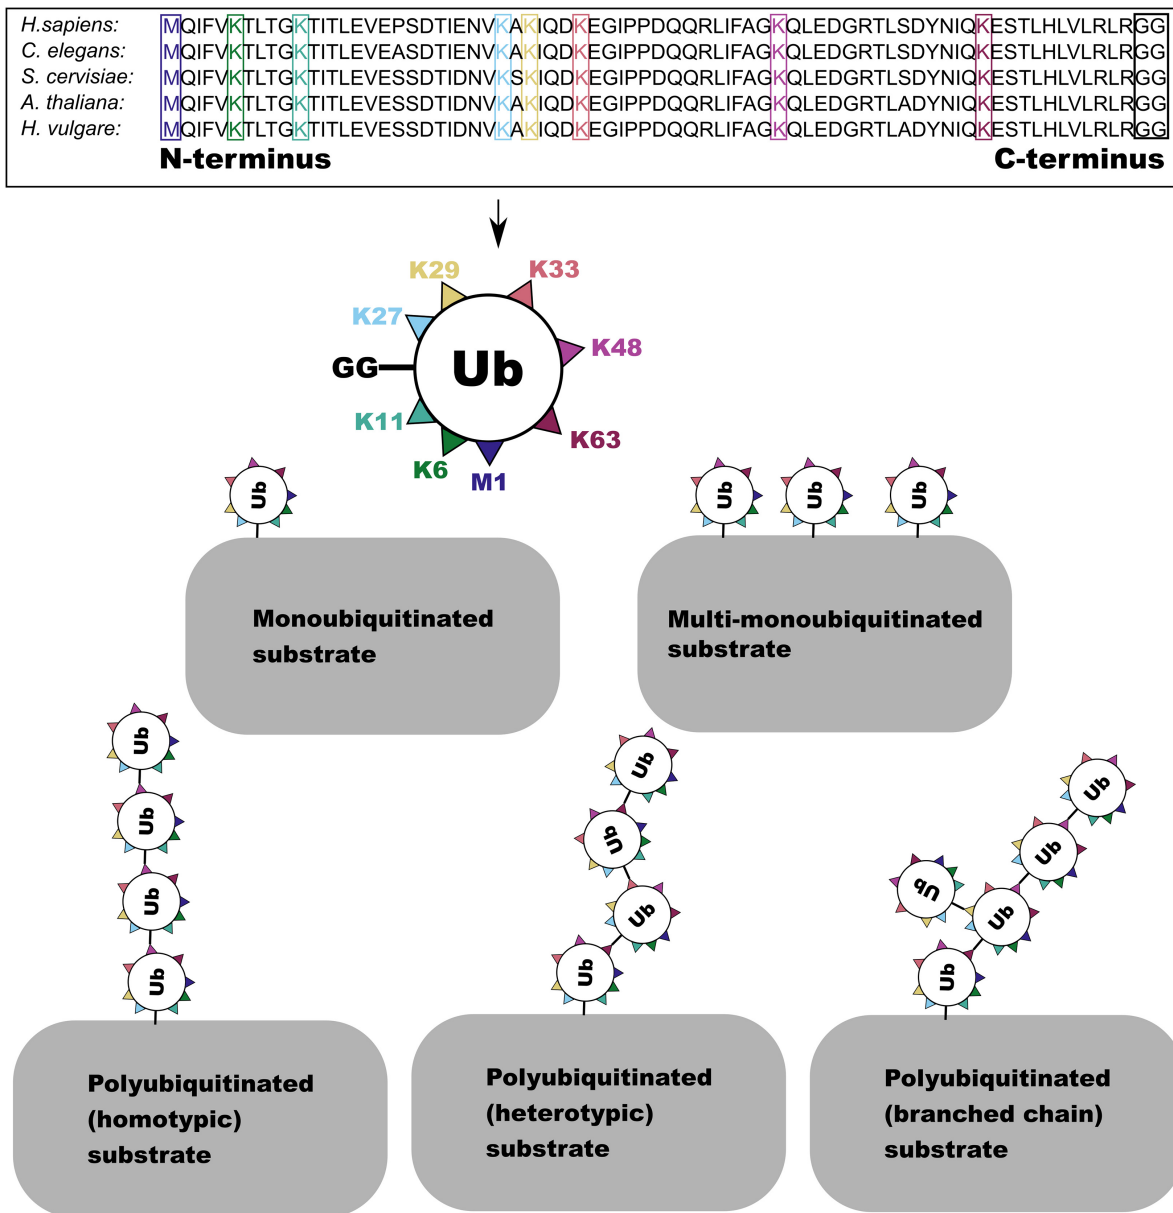 H.sapiens: MQIFVKTLTGKTITLEVEPSDTIENVKAKIQDKEGIPPDQQRLIFAGKQLEDGRTLSDYNIQKESTLHLVLRLRGG
C. elegans: MQIFVKTLTGKTITLEVEASDTIENVKAKIQDKEGIPPDQQRLIFAGKQLEDGRTLSDYNIQKESTLHLVLRLRGG
S. cervisiae: MQIFVKTLTGKTITLEVESSDTIDNVKSKIQDKEGIPPDQQRLIFAGKQLEDGRTLSDYNIQKESTLHLVLRLRGG
A. thaliana: MQIFVKTLTGKTITLEVESSDTIDNVKAKIQDKEGIPPDQQRLIFAGKQLEDGRTLADYNIQKESTLHLVLRLRGG
H. vulgare: MQIFVKTLTGKTITLEVESSDTIDNVKAKIQDKEGIPPDQQRLIFAGKQLEDGRTLADYNIQKESTLHLVLRLRGG
N-terminus C-terminus
K29 K33
K27
K48
GG Ub
K11
K63
K6
M1
Ub
Ub Ub Ub
Monoubiquitinated
substrate
Multi-monoubiquitinated
substrate
Ub
Ub
Ub
Ub
Ub
Ub
Ub
Ub
Ub
Ub
Ub
Ub
Ub
Polyubiquitinated
(homotypic)
substrate
Polyubiquitinated
(heterotypic)
substrate
Polyubiquitinated
(branched chain)
substrate